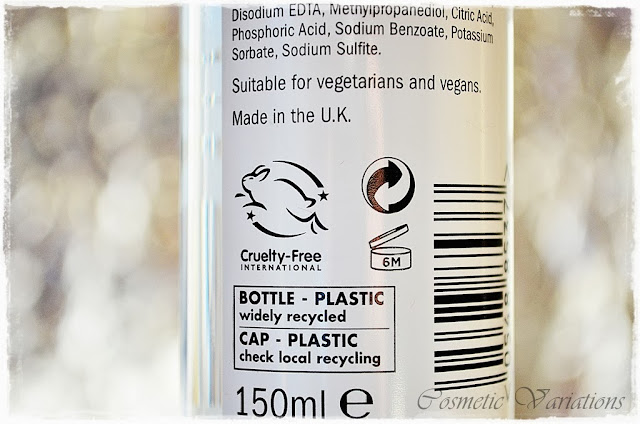 Disodium EDTA, Methylpropanediol, Citric Acid,
Phosphoric Acid, Sodium Benzoate, Potassium
Sorbate, Sodium Sulfite.
Suitable for vegetarians and vegans.
Made in the U.K.
Cruelty-Free
INTERNATIONAL
6M
BOTTLE - PLASTIC
widely recycled
CAP - PLASTIC
check local recycling
150ml e
Cosmetic Variations